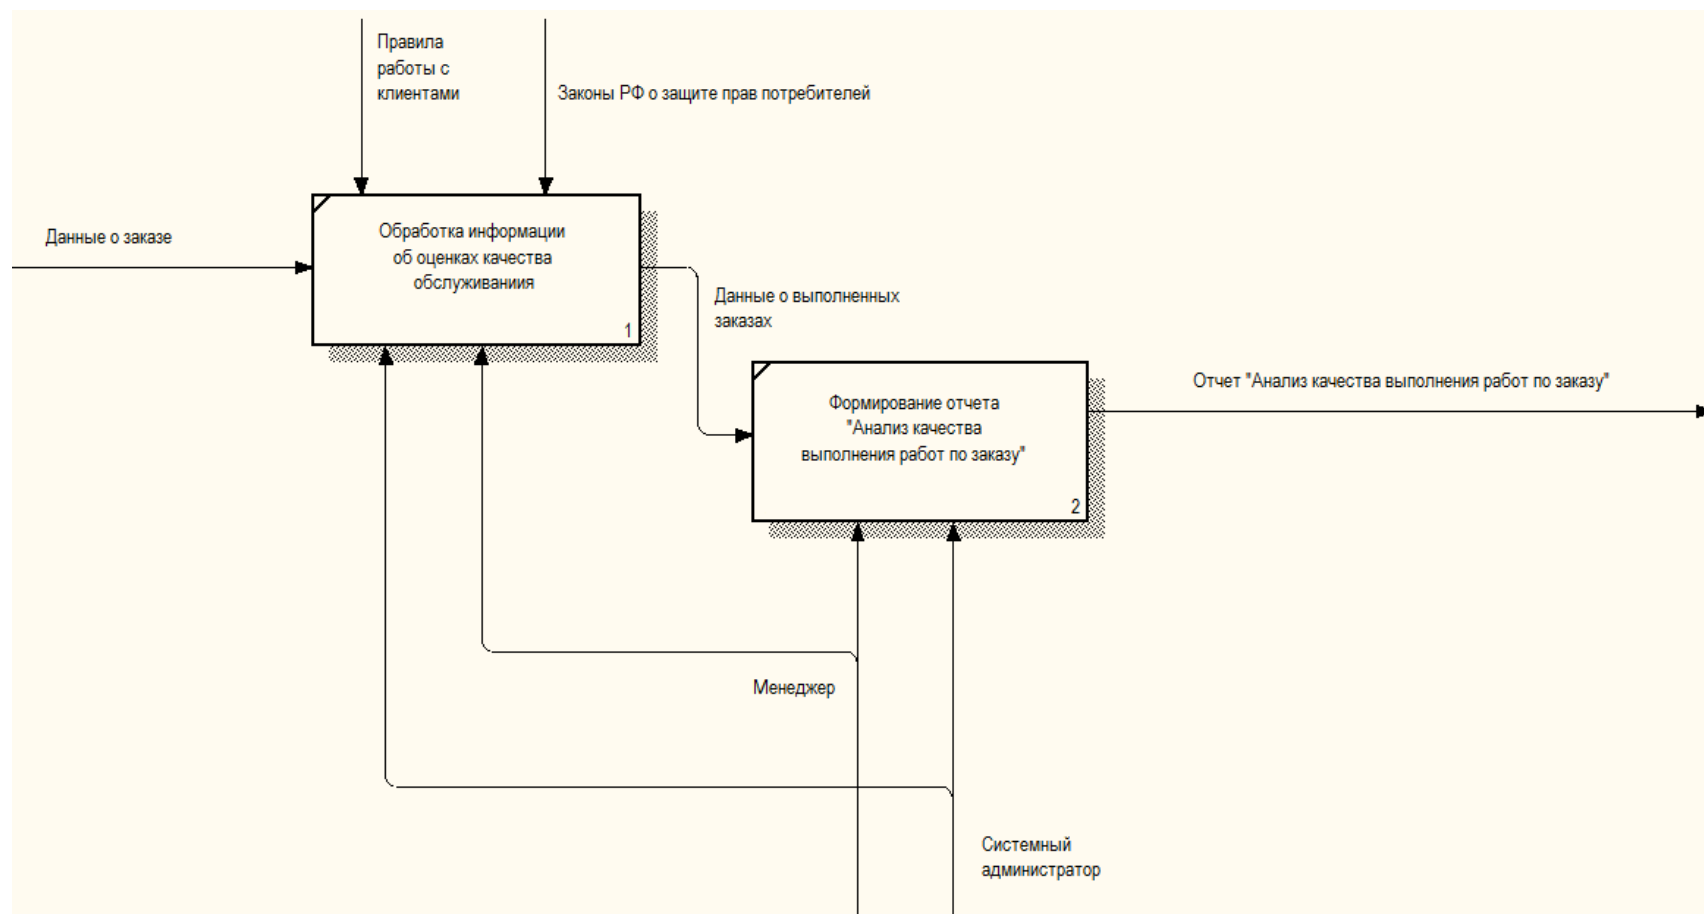 Правила
работы с
клиентами
Законы РФ о защите прав потребителей
Данные о заказе
Обработка информации
об оценках качества
обслуживаниия
1
Данные о выполненных
заказах
Формирование отчета
"Анализ качества
выполнения работ по заказу"
2
Отчет "Анализ качества выполнения работ по заказу"
Менеджер
Системный
администратор